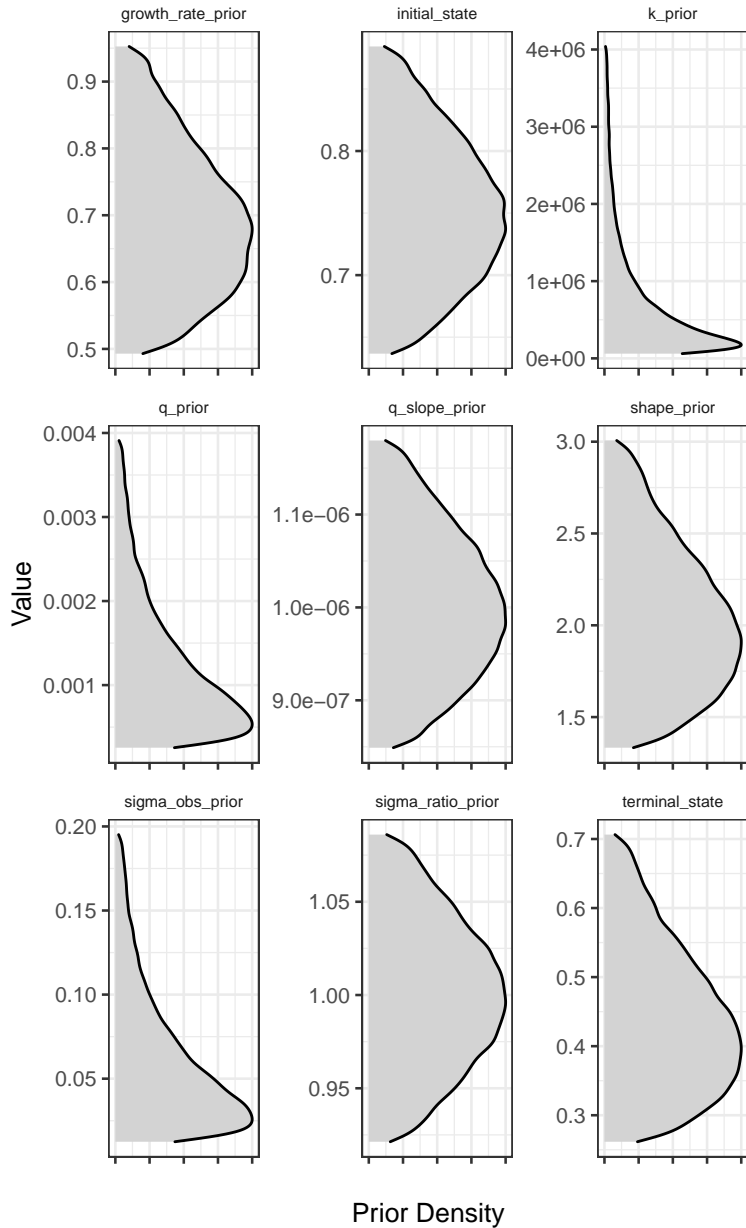 growth_rate_prior
initial_state
k_prior
0.9
0.8
0.7
0.6
0.5
0.8
0.7
4e+06
3e+06
2e+06
1e+06
0e+00
q_prior
q_slope_prior
shape_prior
0.004
0.003
0.002
0.001
1.1e−06
1.0e−06
9.0e−07
3.0
2.5
2.0
1.5
sigma_obs_prior
sigma_ratio_prior
terminal_state
0.20
0.15
0.10
0.05
1.05
1.00
0.95
0.7
0.6
0.5
0.4
0.3
Value
Prior Density